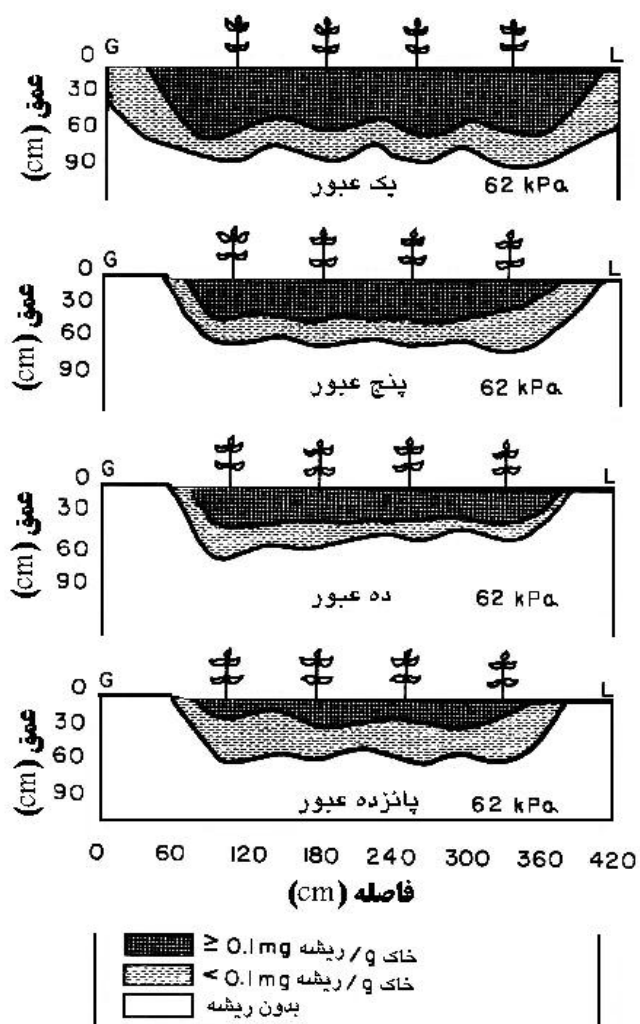 G L
0
30
60
90
عمق (cm)
یک عبور 62 kPa.
G L
0
30
60
90
عمق (cm)
پنج عبور 62 kPa.
G L
0
30
60
90
عمق (cm)
ده عبور 62 kPa.
G L
0
30
60
90
عمق (cm)
پانزده عبور 62 kPa.
0 60 120 180 240 300 360 420
فاصله (cm)
≥ 0.1mg ریشه/ g خاک
< 0.1mg ریشه/ g خاک
بدون ریشه